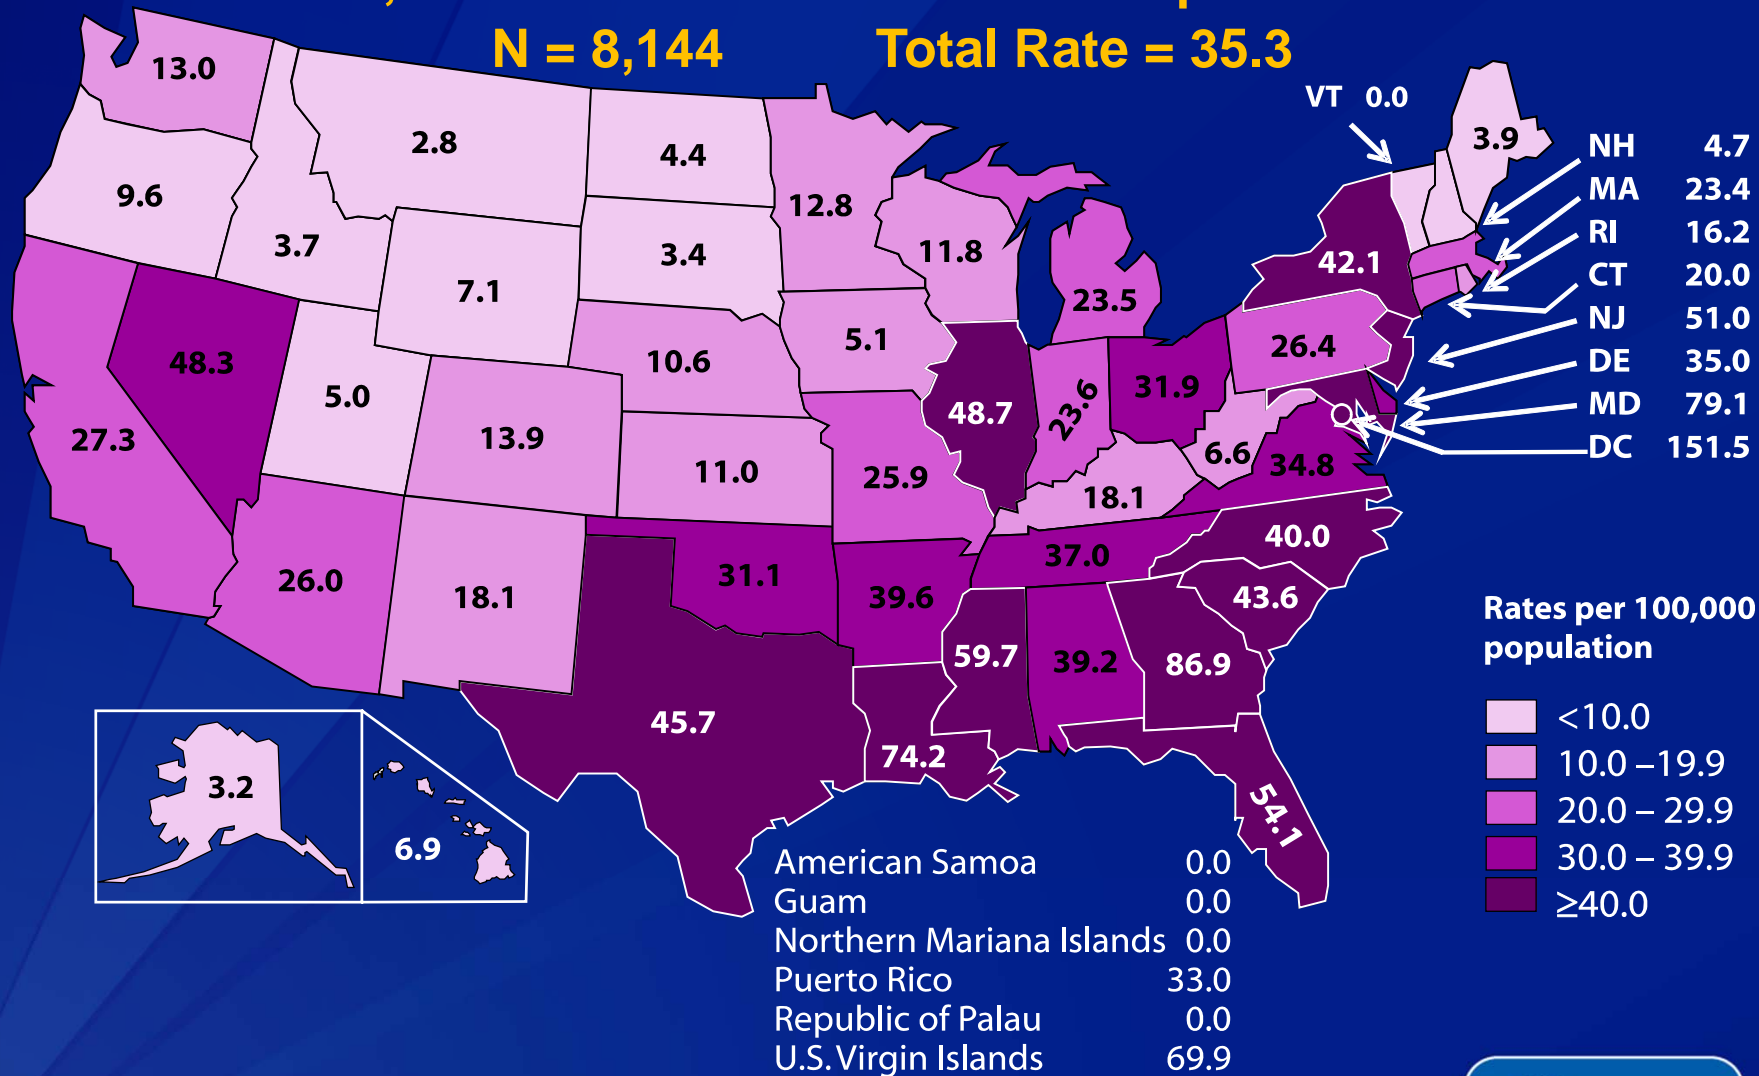 N = 8,144 Total Rate = 35.3
VT 0.0
13.0
2.8
4.4
3.9
NH 4.7
9.6
12.8
MA 23.4
3.7
3.4
11.8
42.1
RI 16.2
7.1
23.5
CT 20.0
48.3
10.6
5.1
26.4
NJ 51.0
5.0
31.9
DE 35.0
27.3
13.9
48.7
23.6
MD 79.1
11.0
25.9
6.6
34.8
DC 151.5
18.1
26.0
18.1
31.1
37.0
40.0
39.6
43.6
59.7
39.2
86.9
45.7
74.2
54.1
3.2
6.9
Rates per 100,000
population
<10.0
10.0 –19.9
20.0 – 29.9
30.0 – 39.9
≥40.0
American Samoa 0.0
Guam 0.0
Northern Mariana Islands 0.0
Puerto Rico 33.0
Republic of Palau 0.0
U.S. Virgin Islands 69.9